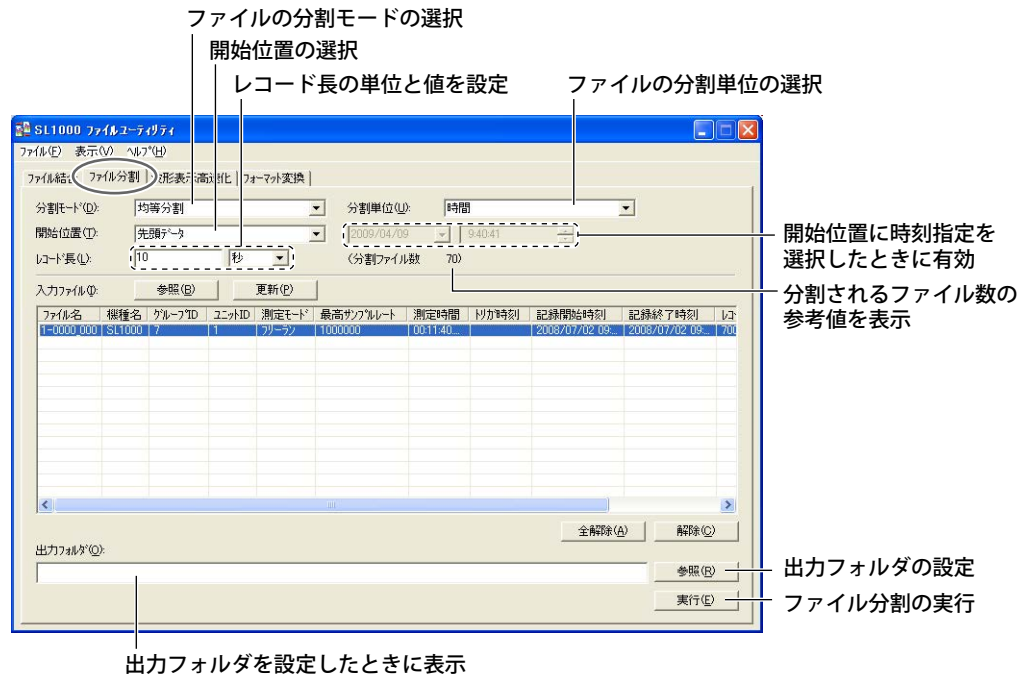 ファイルの分割モードの選択
開始位置の選択
レコード長の単位と値を設定
ファイルの分割単位の選択
SL1000 ファイルユーティリティ
ファイル(F) 表示(V) ヘルプ(H)
ファイル結合 ファイル分割 波形表示高速化 フォーマット変換
分割モード(D): 均等分割 分割単位(U): 時間
開始位置(T): 先頭データ 2009/04/09 9:40:41
開始位置に時刻指定を
選択したときに有効
レコード長(L): 10 秒 (分割ファイル数 70)
分割されるファイル数の
参考値を表示
入力ファイル(I): 参照(B) 更新(P)
ファイル名 機種名 グループID ユニットID 測定モード 最高サンプルレート 測定時間 トリガ時刻 記録開始時刻 記録終了時刻 レコー
1-0000_000 SL1000 7 1 フリーラン 1000000 00:11:40... 2008/07/02 09:... 2008/07/02 09:... 700
全解除(A) 解除(C)
出力フォルダ(O):
参照(R)
出力フォルダの設定
実行(E)
ファイル分割の実行
出力フォルダを設定したときに表示